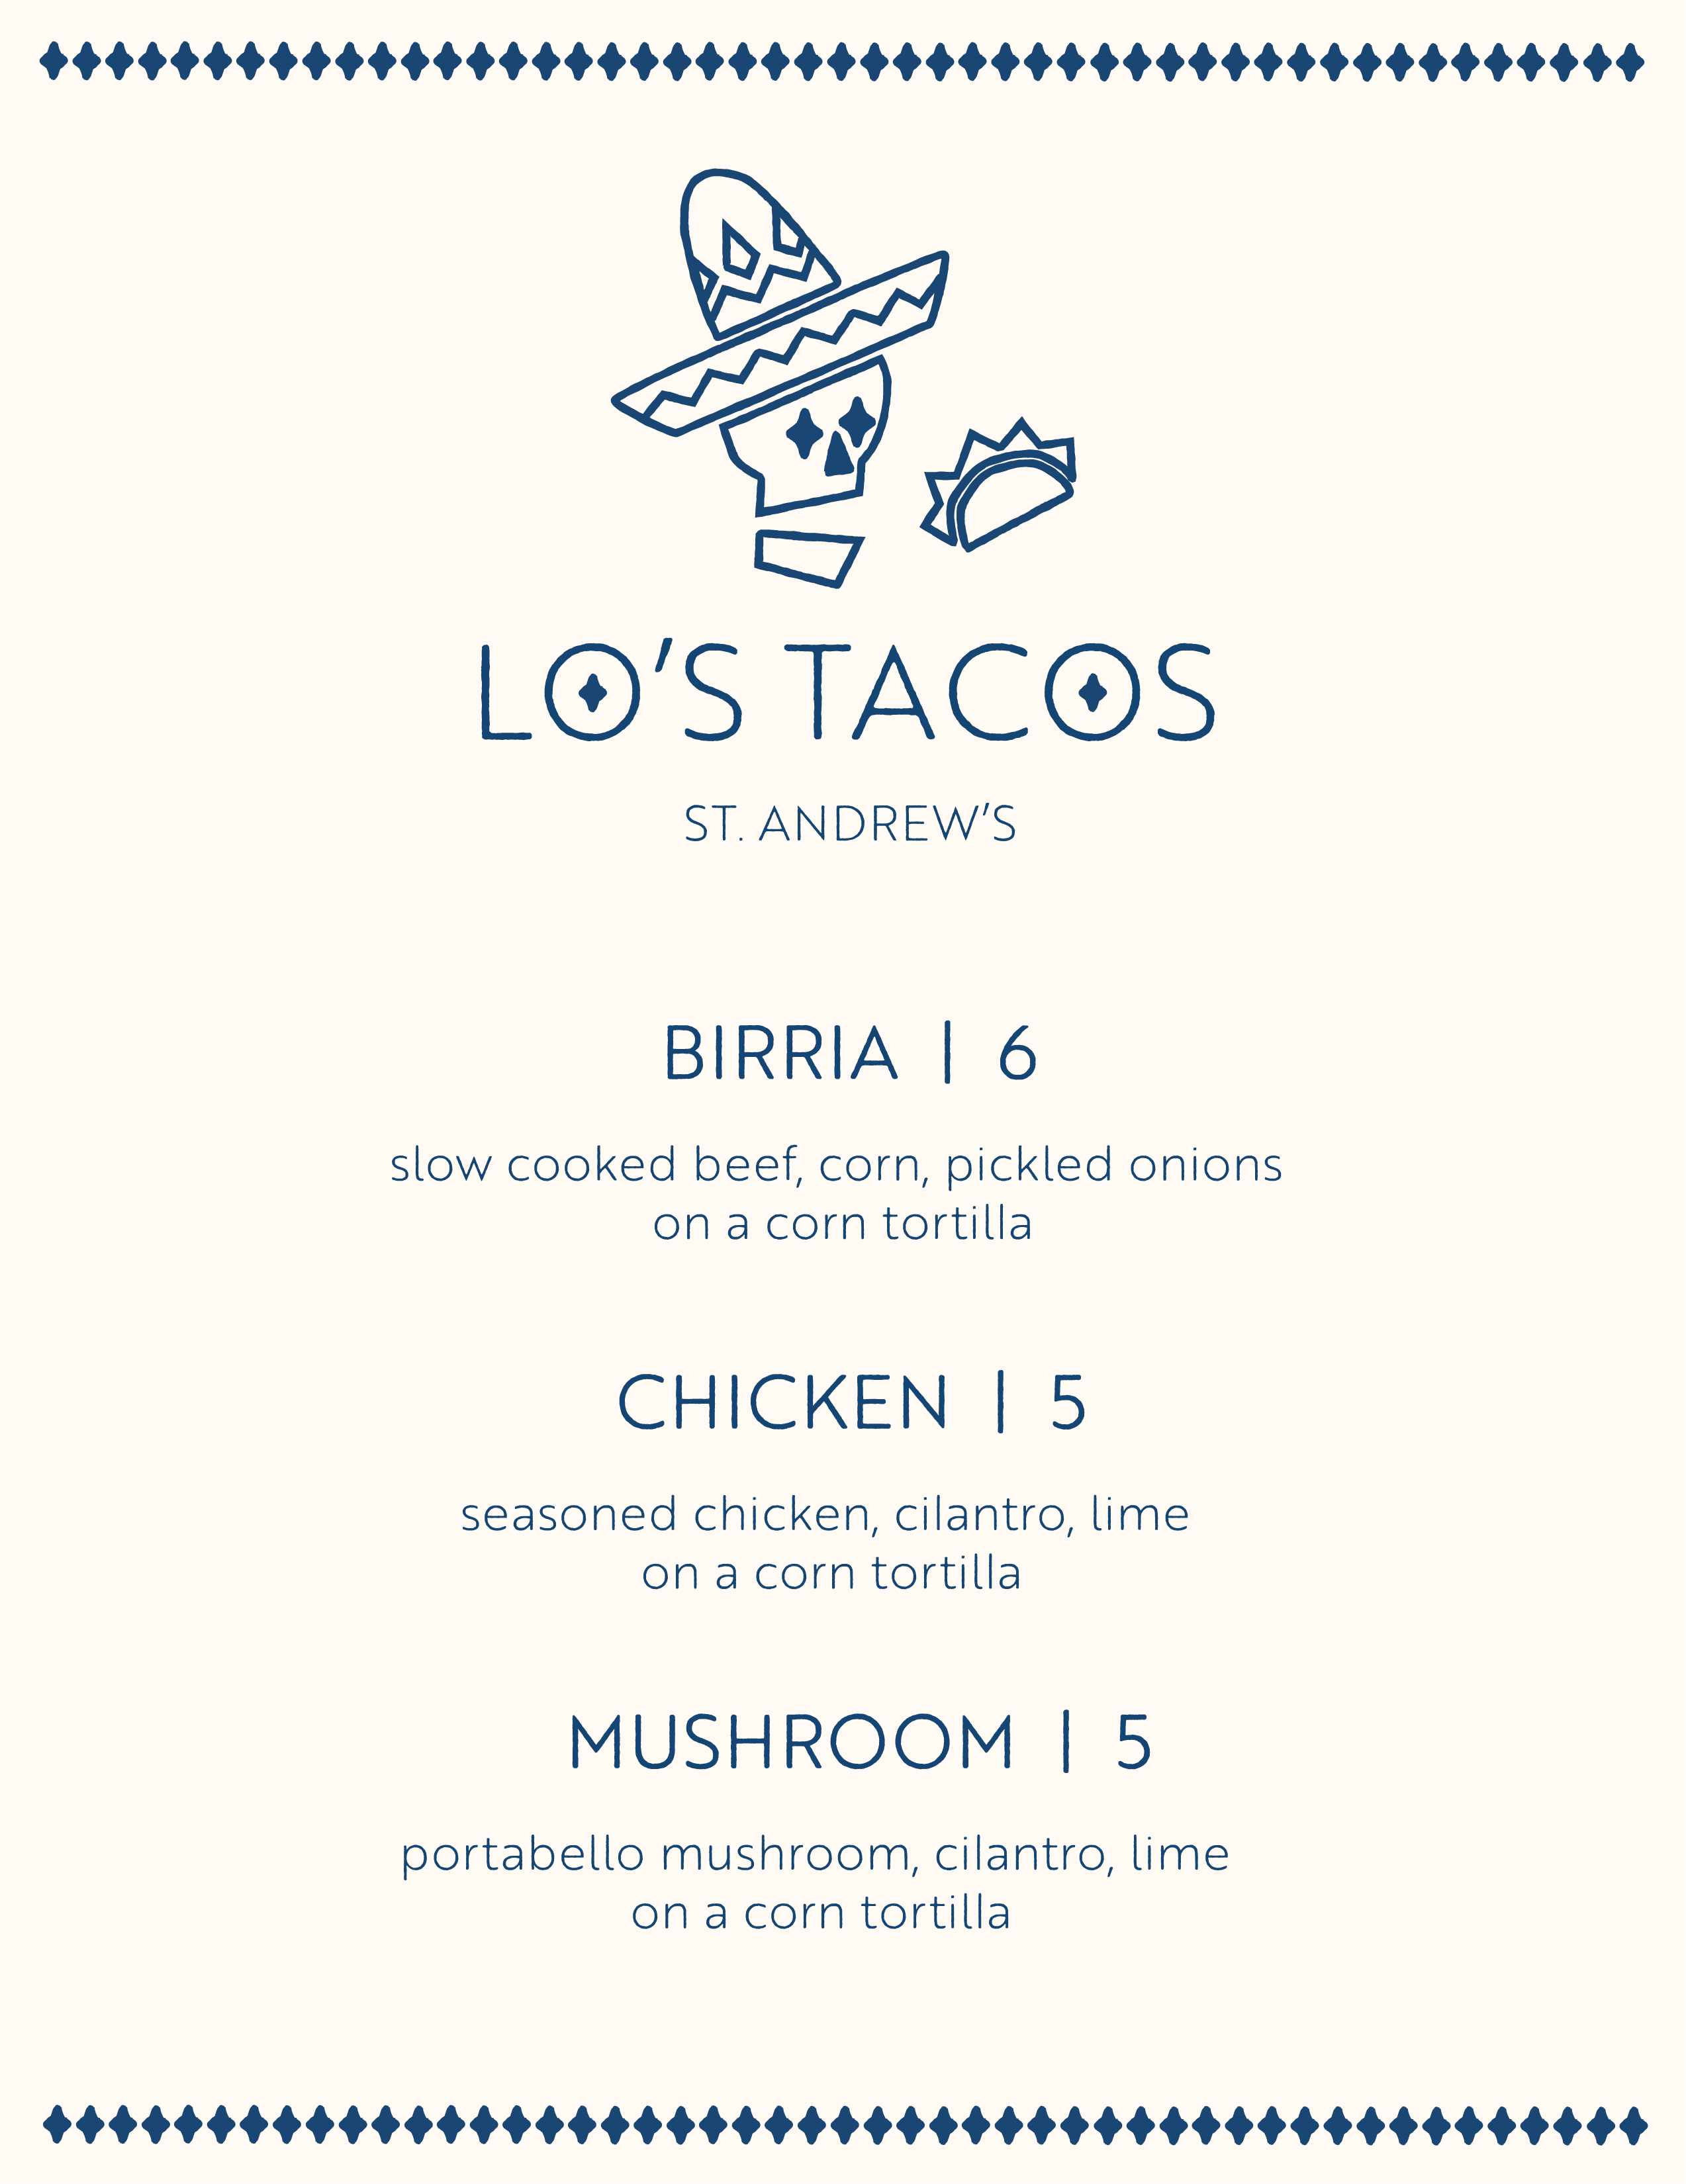 LO'S TACOS
ST. ANDREW'S
BIRRIA | 6
slow cooked beef, corn, pickled onions
on a corn tortilla
CHICKEN | 5
seasoned chicken, cilantro, lime
on a corn tortilla
MUSHROOM | 5
portabello mushroom, cilantro, lime
on a corn tortilla